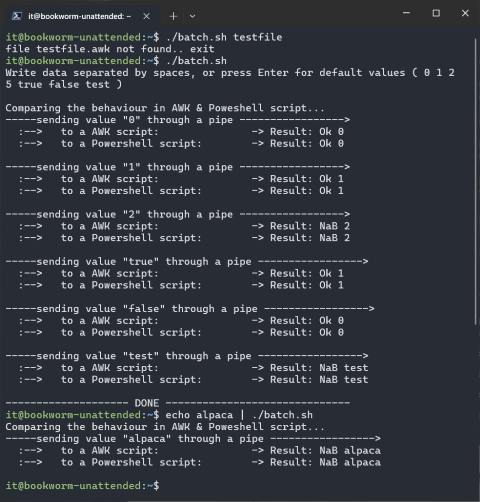 it@bookworm-unattended: ~
it@bookworm-unattended:~$ ./batch.sh testfile
file testfile.awk not found.. exit
it@bookworm-unattended:~$ ./batch.sh
Write data separated by spaces, or press Enter for default values ( 0 1 2
5 true false test )
Comparing the behaviour in AWK & Poweshell script...
-----sending value "0" through a pipe ----------------->
:-->   to a AWK script:               -> Result: Ok 0
:-->   to a Powershell script:        -> Result: Ok 0
-----sending value "1" through a pipe ----------------->
:-->   to a AWK script:               -> Result: Ok 1
:-->   to a Powershell script:        -> Result: Ok 1
-----sending value "2" through a pipe ----------------->
:-->   to a AWK script:               -> Result: NaB 2
:-->   to a Powershell script:        -> Result: NaB 2
-----sending value "true" through a pipe ----------------->
:-->   to a AWK script:               -> Result: Ok 1
:-->   to a Powershell script:        -> Result: Ok 1
-----sending value "false" through a pipe ----------------->
:-->   to a AWK script:               -> Result: Ok 0
:-->   to a Powershell script:        -> Result: Ok 0
-----sending value "test" through a pipe ----------------->
:-->   to a AWK script:               -> Result: NaB test
:-->   to a Powershell script:        -> Result: NaB test
-------------------- DONE ------------------------------
it@bookworm-unattended:~$ echo alpaca | ./batch.sh
Comparing the behaviour in AWK & Poweshell script...
-----sending value "alpaca" through a pipe ----------------->
:-->   to a AWK script:               -> Result: NaB alpaca
:-->   to a Powershell script:        -> Result: NaB alpaca
it@bookworm-unattended:~$